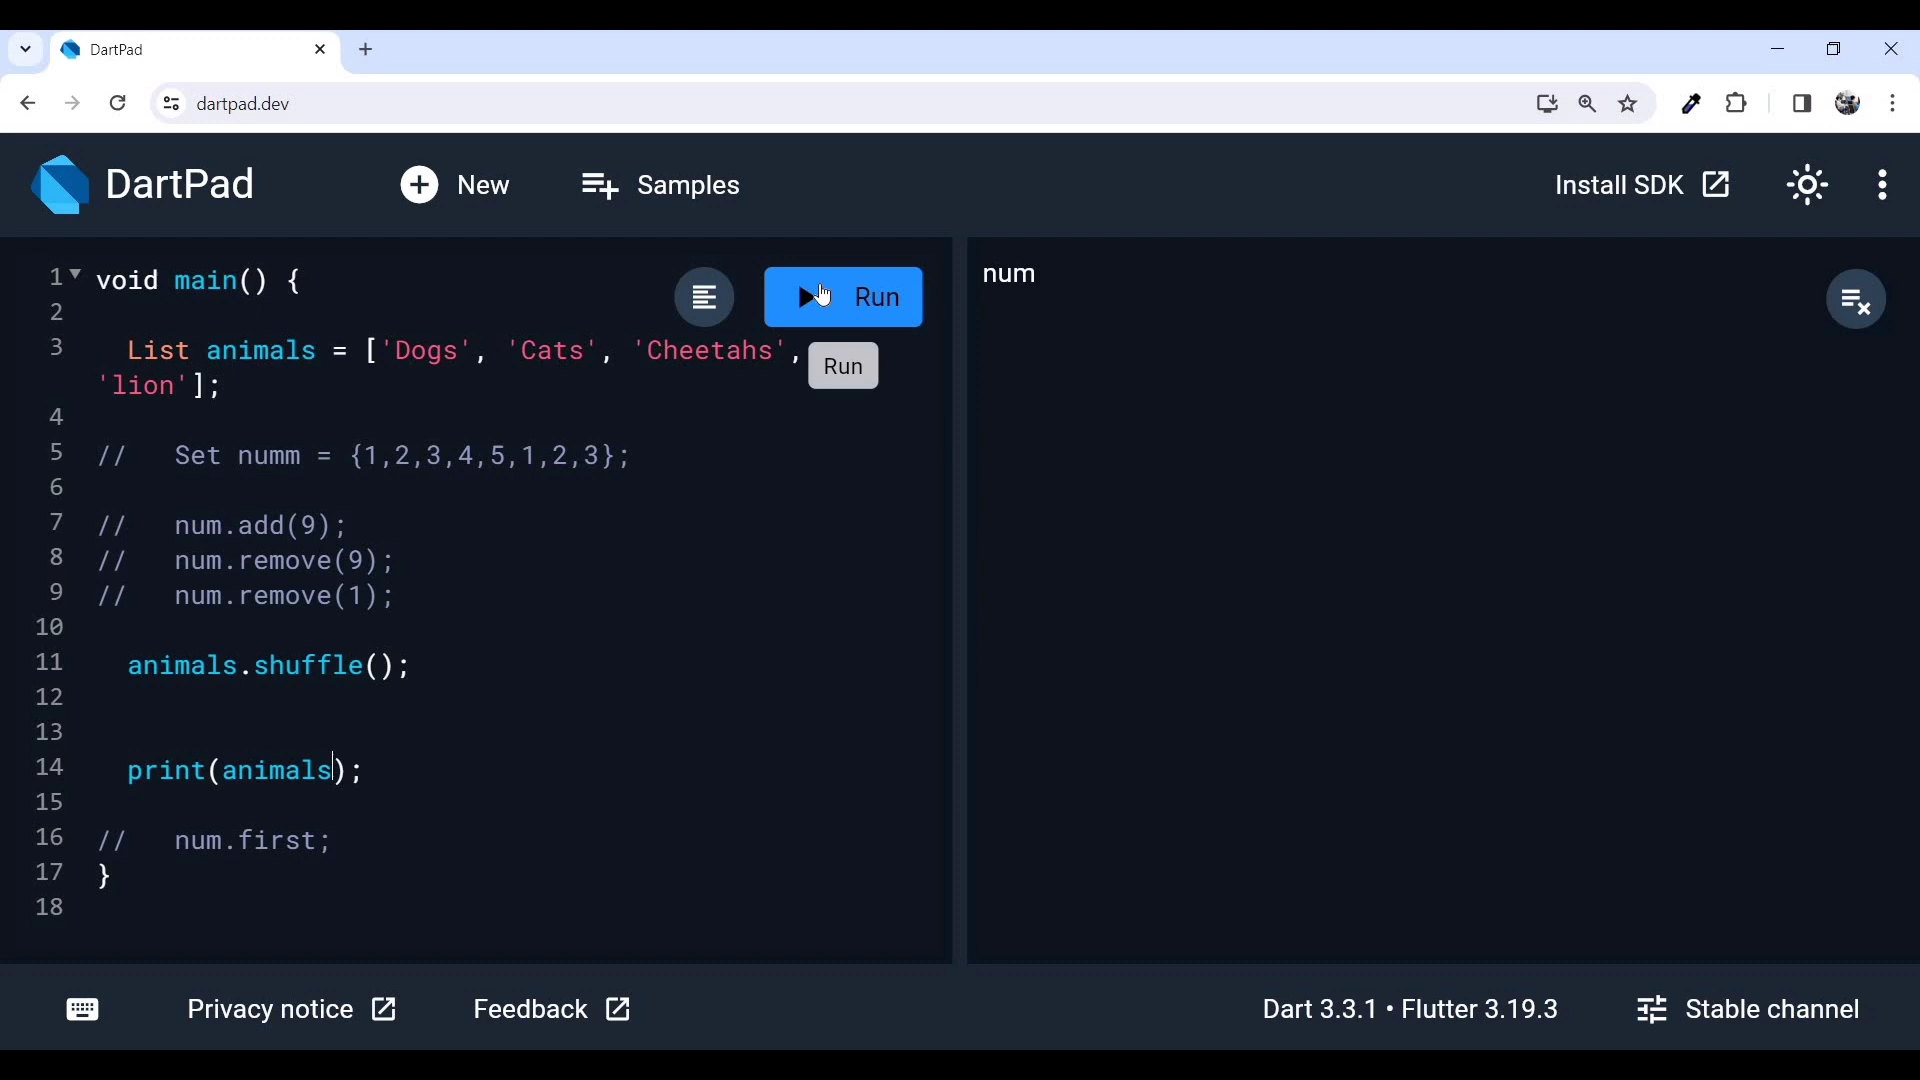 DartPad
dartpad.dev
DartPad New Samples Install SDK
1 void main() {
2
3 List animals = ['Dogs', 'Cats', 'Cheetahs',
'lion'];
4
5 // Set numm = {1,2,3,4,5,1,2,3};
6
7 // num.add(9);
8 // num.remove(9);
9 // num.remove(1);
10
11 animals.shuffle();
12
13
14 print(animals);
15
16 // num.first;
17 }
18
Run
Run
num
Privacy notice Feedback Dart 3.3.1 • Flutter 3.19.3 Stable channel